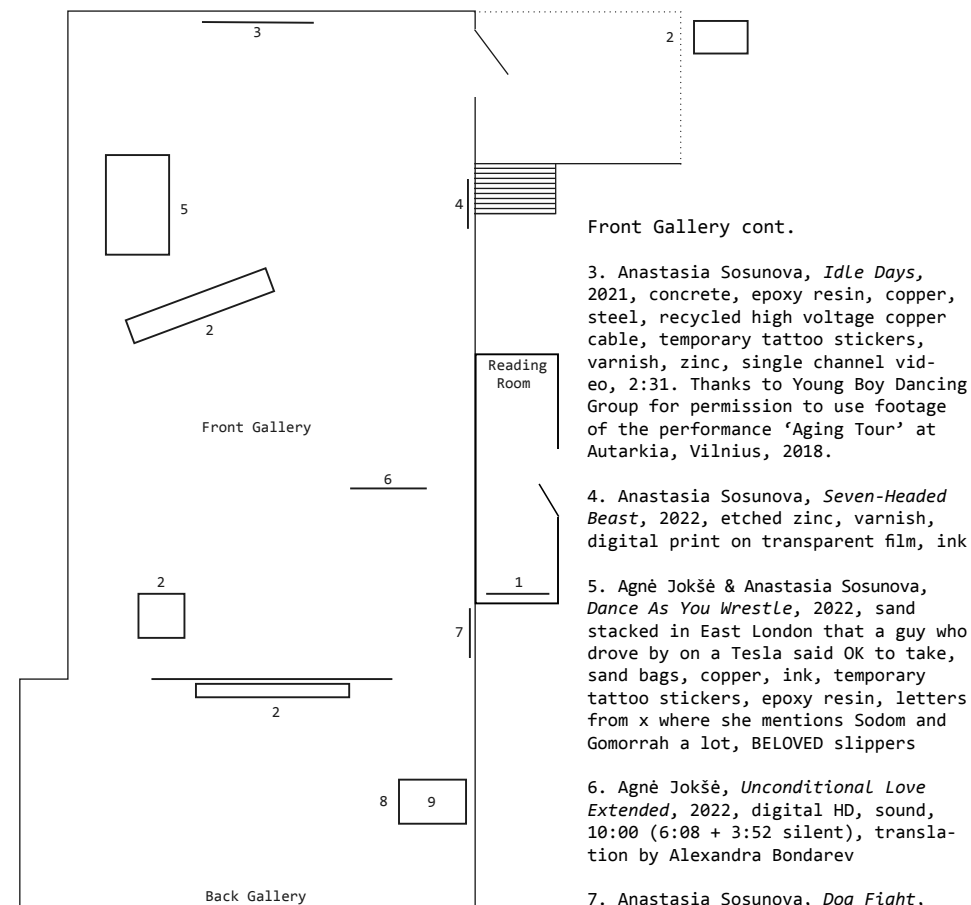 3
2
5
4
2
Reading
Room
Front Gallery
6
2
1
7
2
8
9
Back Gallery
Front Gallery cont.
3. Anastasia Sosunova, Idle Days,
2021, concrete, epoxy resin, copper,
steel, recycled high voltage copper
cable, temporary tattoo stickers,
varnish, zinc, single channel vid-
eo, 2:31. Thanks to Young Boy Dancing
Group for permission to use footage
of the performance ‘Aging Tour’ at
Autarkia, Vilnius, 2018.
4. Anastasia Sosunova, Seven-Headed
Beast, 2022, etched zinc, varnish,
digital print on transparent film, ink
5. Agnė Jokšė & Anastasia Sosunova,
Dance As You Wrestle, 2022, sand
stacked in East London that a guy who
drove by on a Tesla said OK to take,
sand bags, copper, ink, temporary
tattoo stickers, epoxy resin, letters
from x where she mentions Sodom and
Gomorrah a lot, BELOVED slippers
6. Agnė Jokšė, Unconditional Love
Extended, 2022, digital HD, sound,
10:00 (6:08 + 3:52 silent), transla-
tion by Alexandra Bondarev
7. Anastasia Sosunova, Dog Fight,